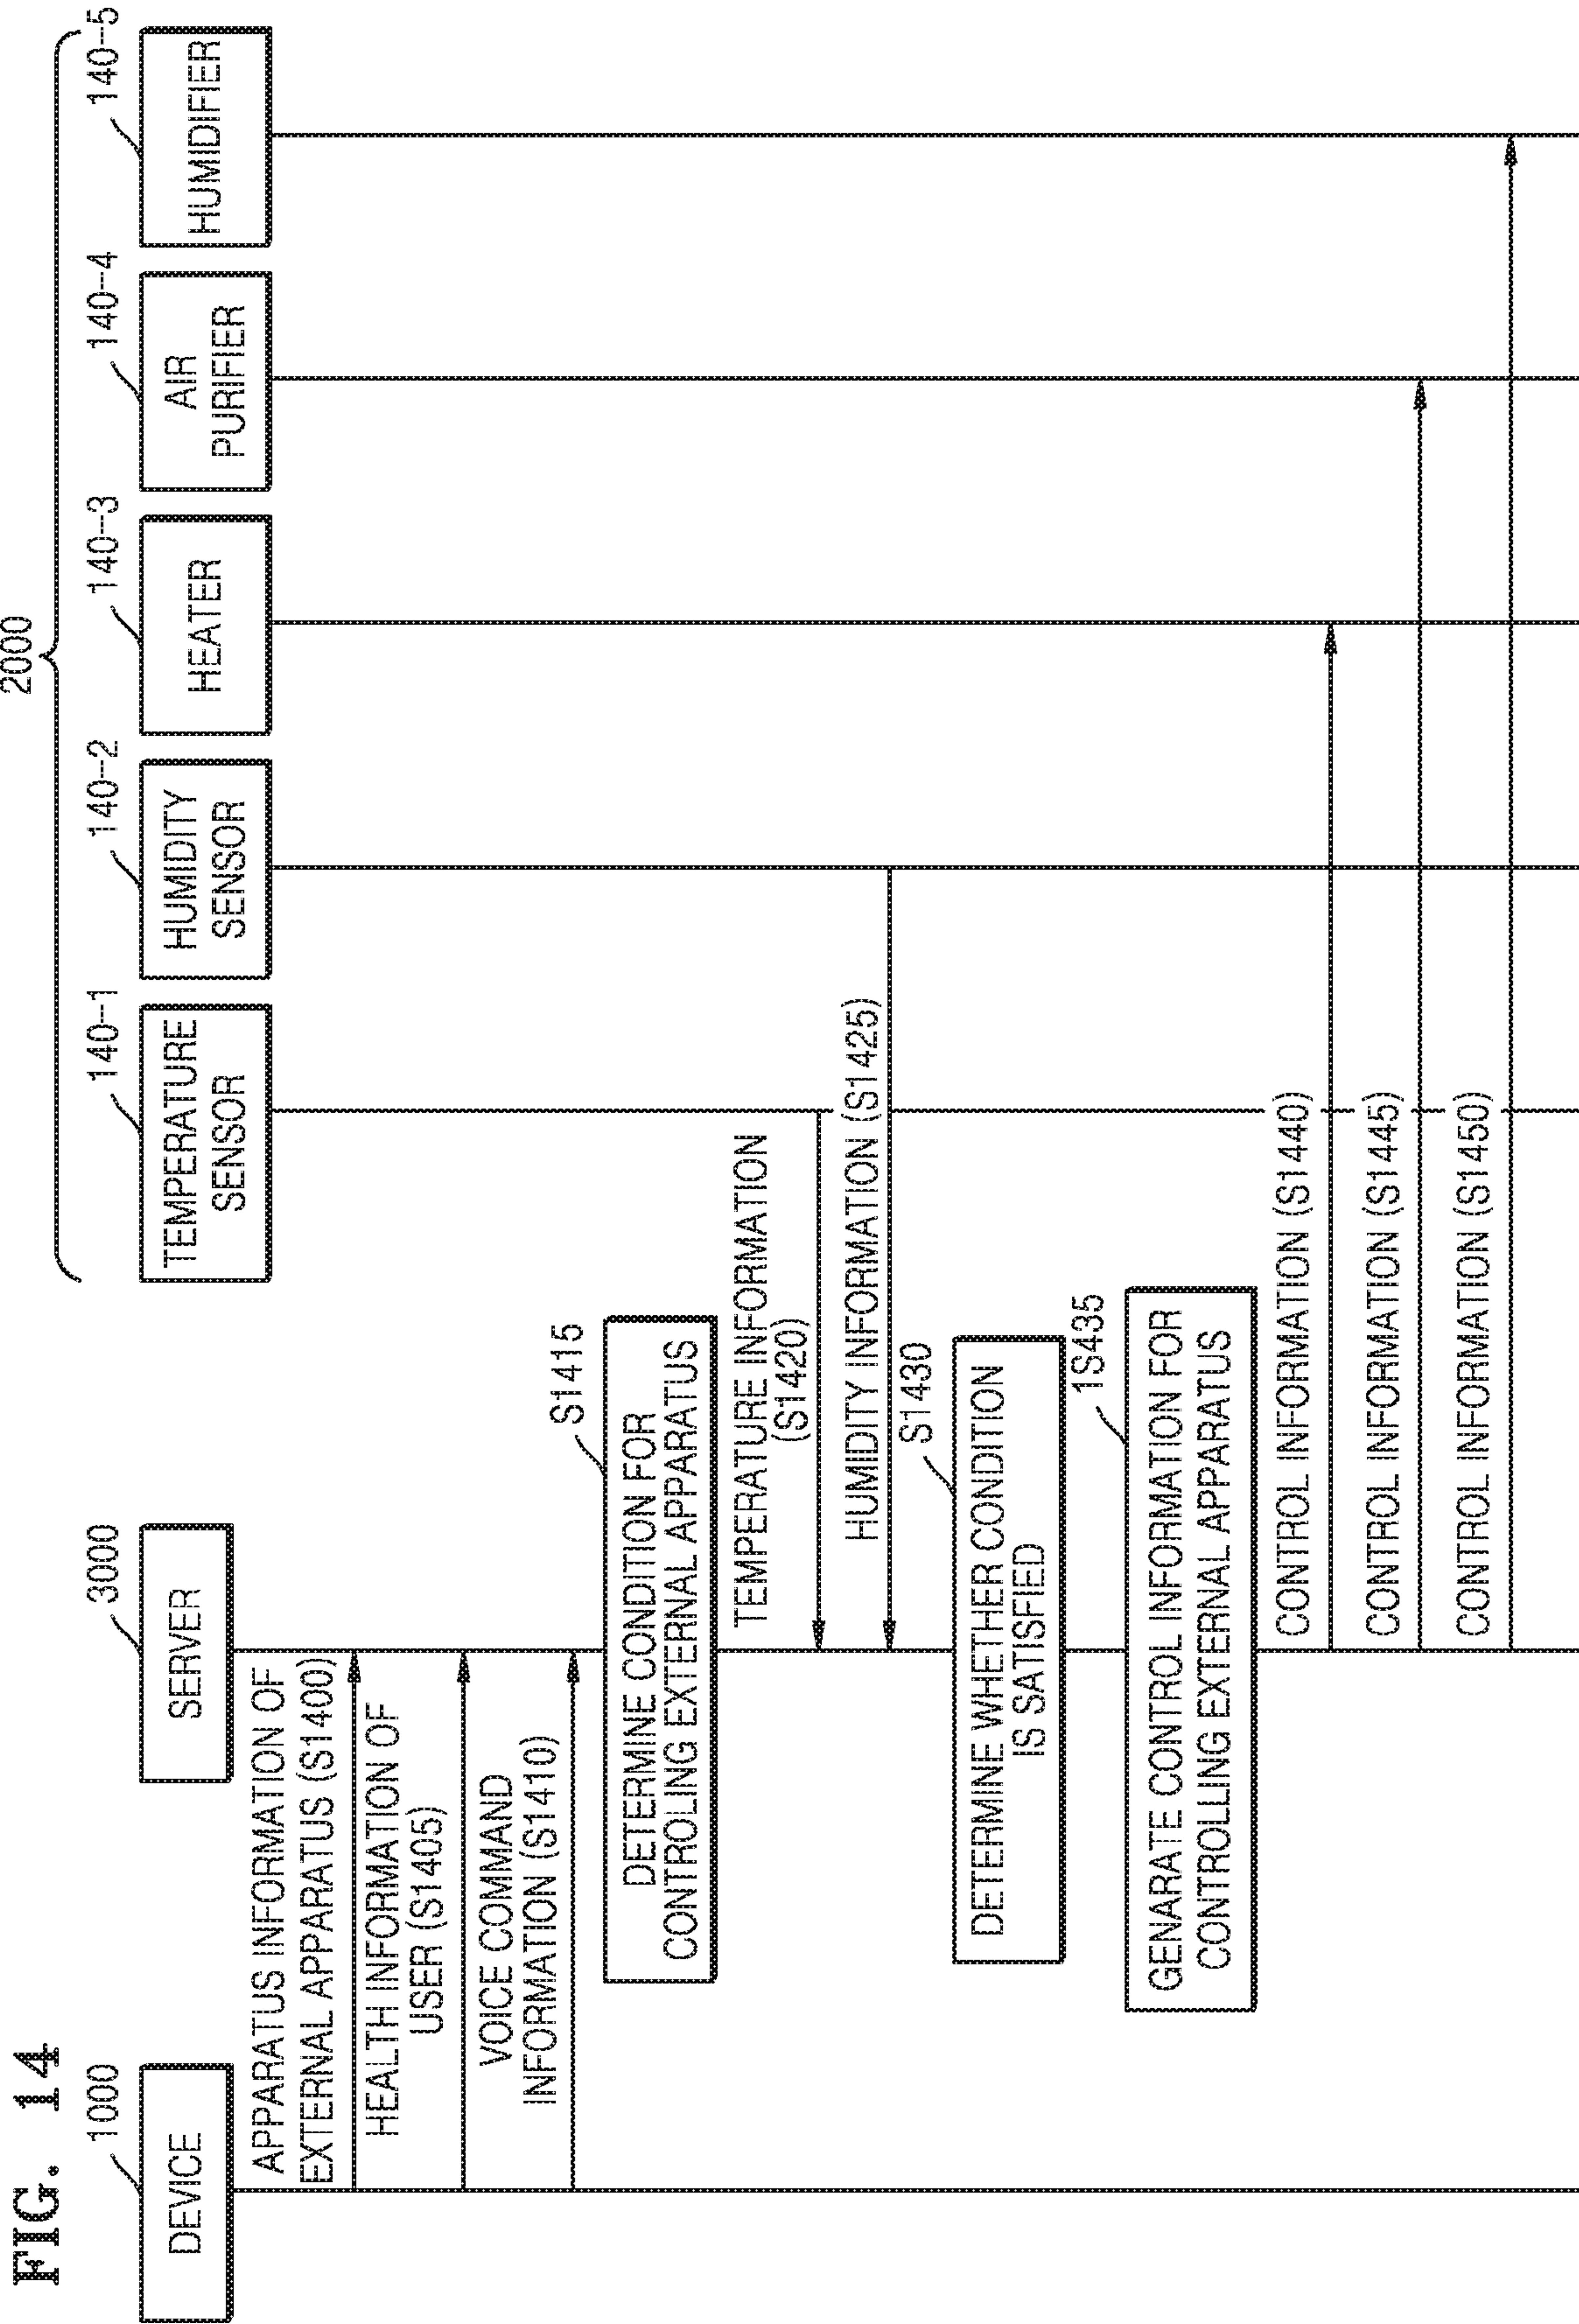 FIG. 14
2000
1000
3000
140-1
140-2
140-3
140-4
140-5
DEVICE
SERVER
TEMPERATURE
SENSOR
HUMIDITY
SENSOR
HEATER
AIR
PURIFIER
HUMIDIFIER
APPARATUS INFORMATION OF
EXTERNAL APPARATUS (S1400)
HEALTH INFORMATION OF
USER (S1405)
VOICE COMMAND
INFORMATION (S1410)
S1415
DETERMINE CONDITION FOR
CONTROLING EXTERNAL APPARATUS
TEMPERATURE INFORMATION
(S1420)
HUMIDITY INFORMATION (S1425)
S1430
DETERMINE WHETHER CONDITION
IS SATISFIED
1S435
GENARATE CONTROL INFORMATION FOR
CONTROLLING EXTERNAL APPARATUS
CONTROL INFORMATION (S1440)
CONTROL INFORMATION (S1445)
CONTROL INFORMATION (S1450)